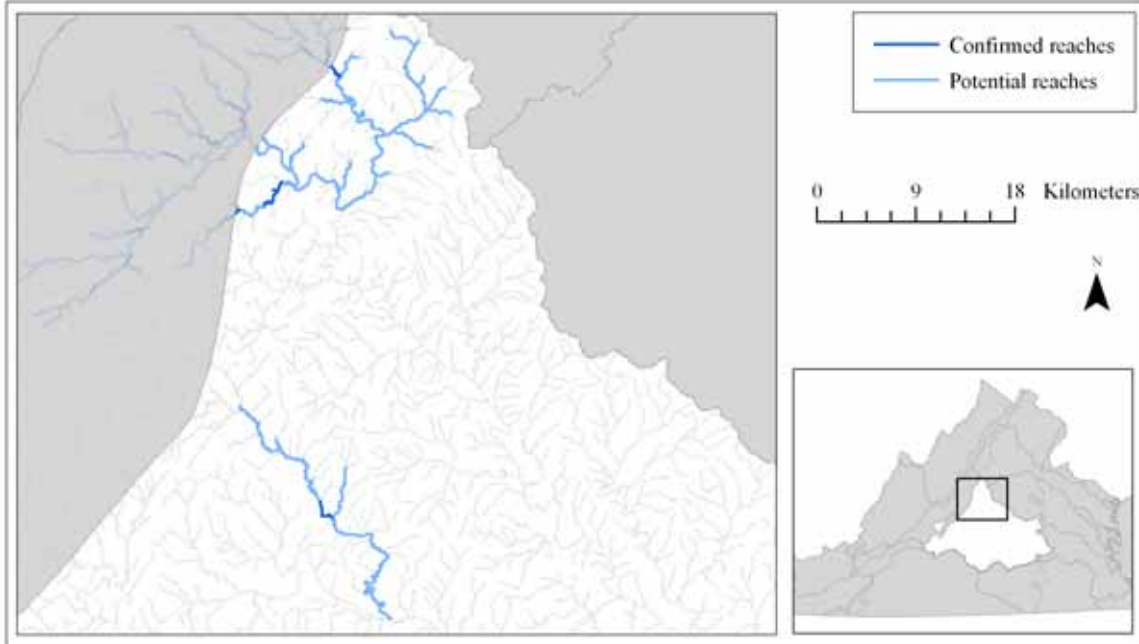 Confirmed reaches
Potential reaches
0 9 18 Kilometers
N